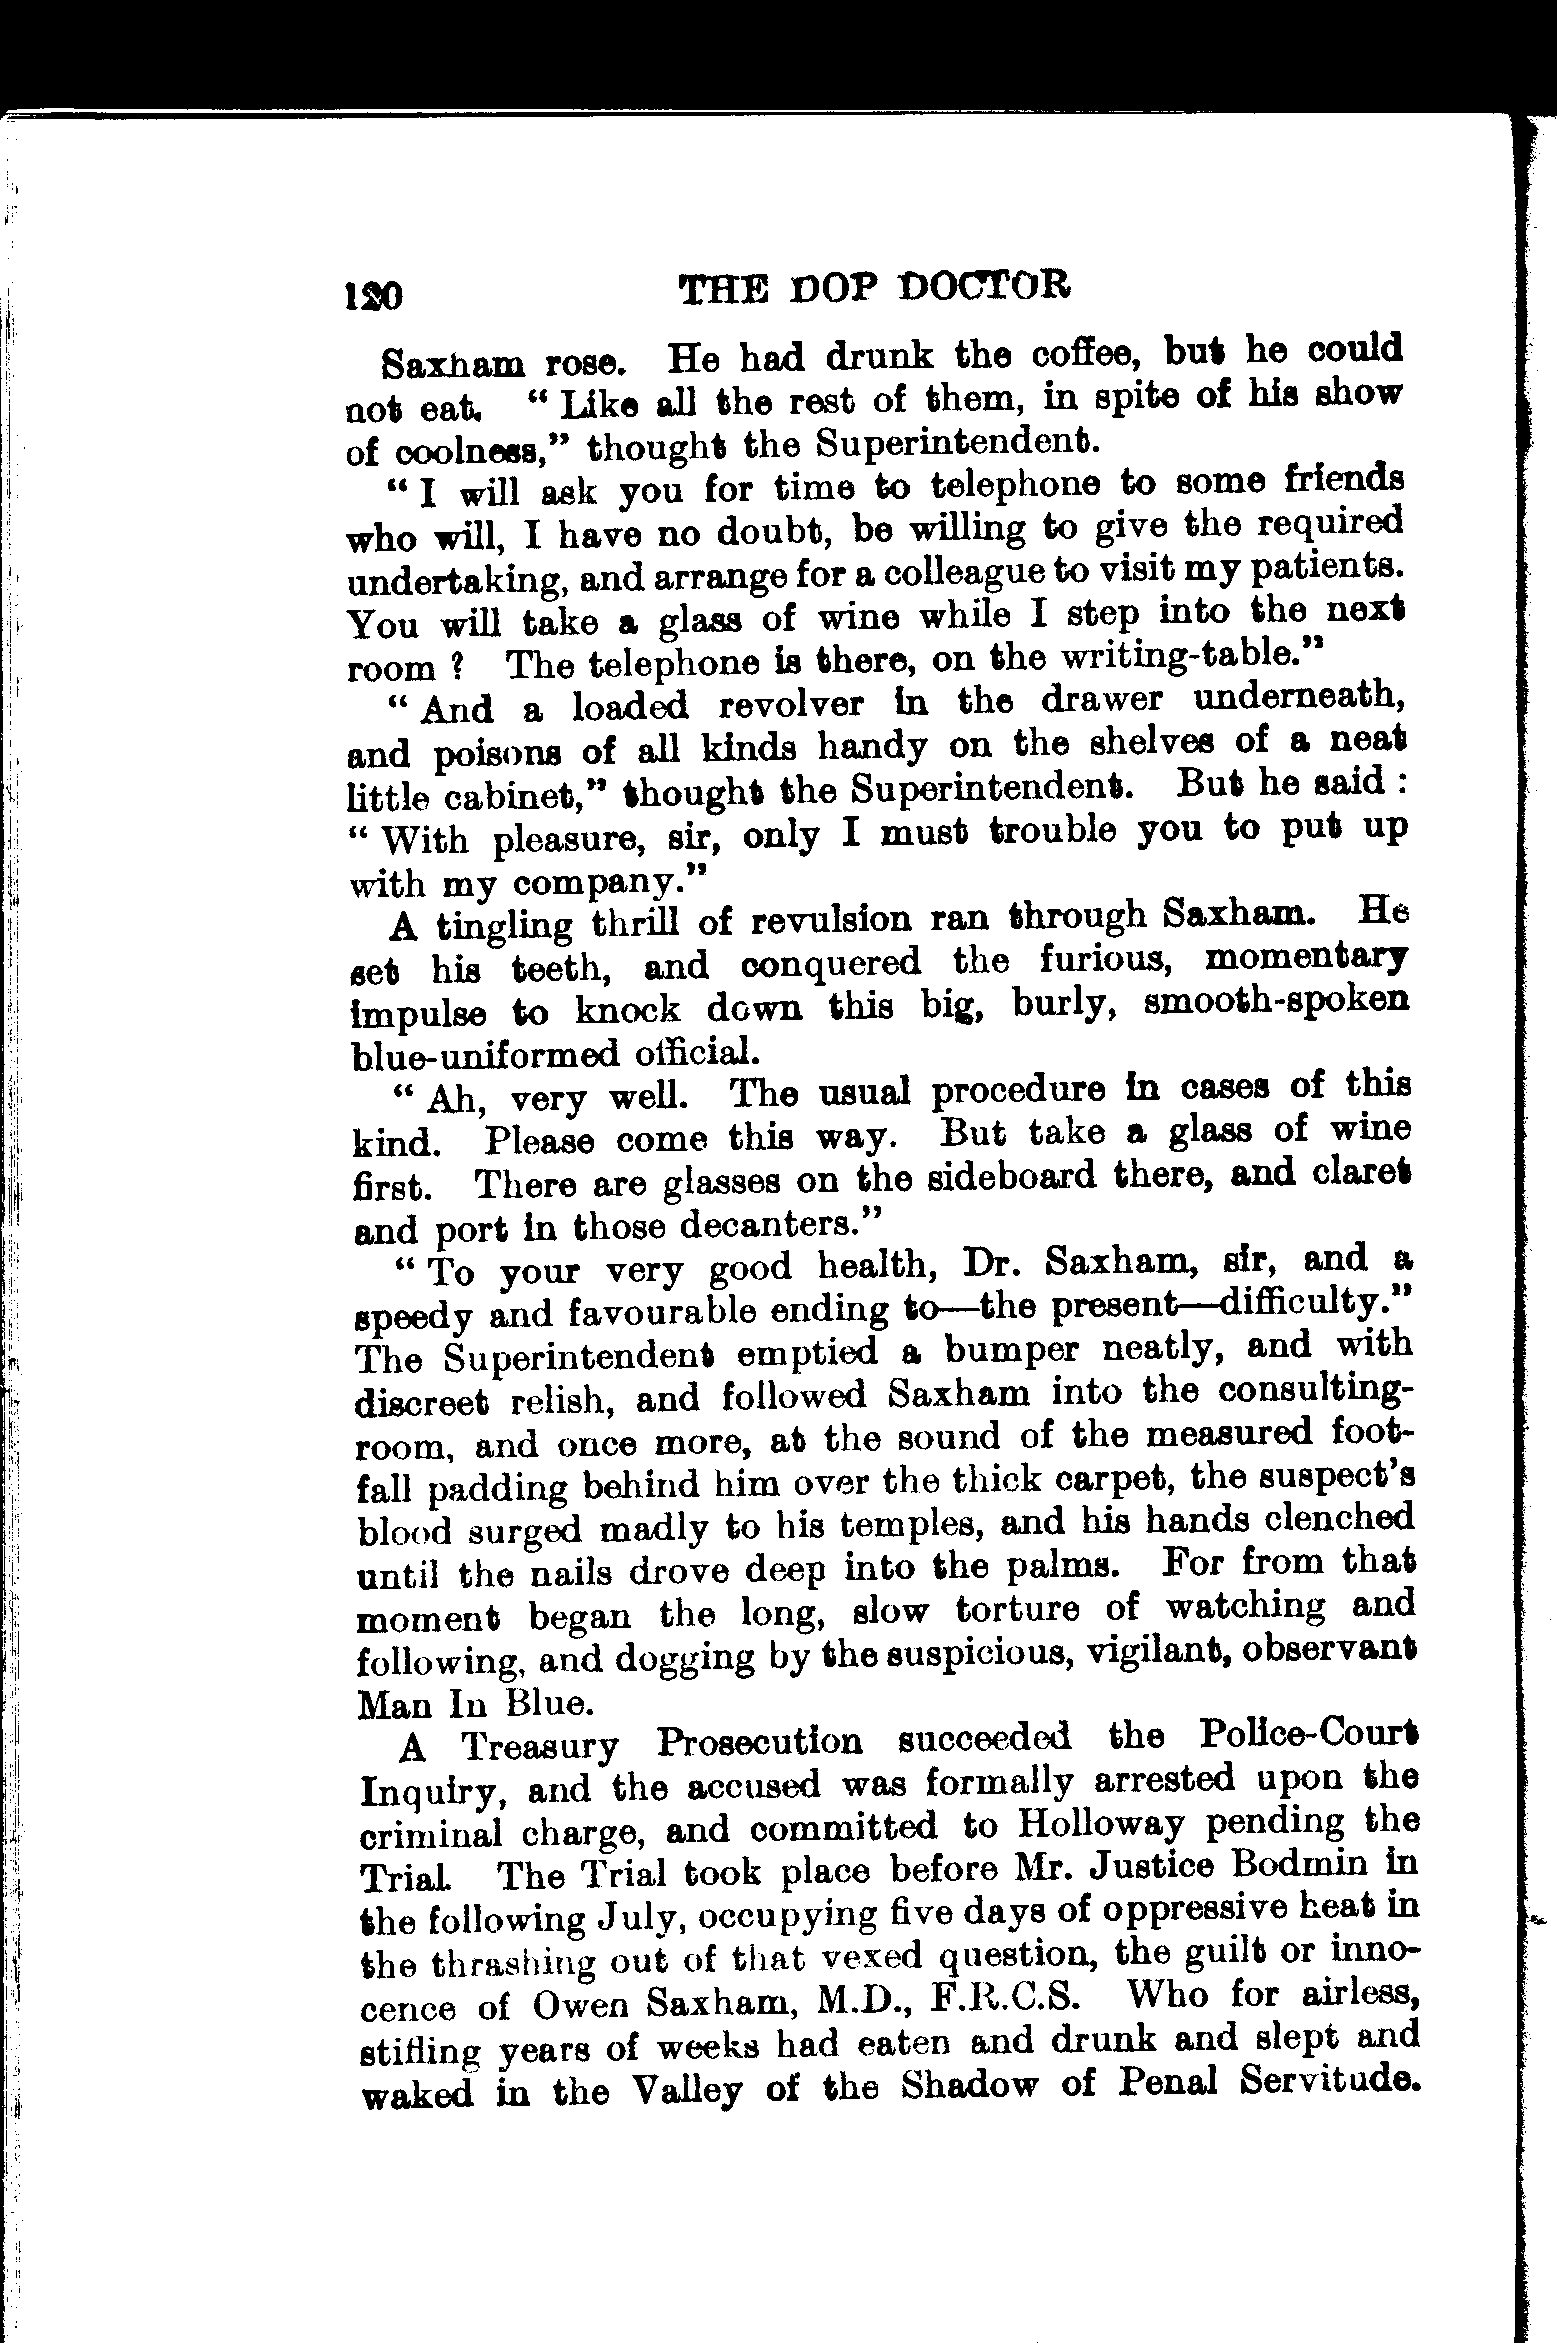 120 THE DOP DOCTOR
Saxham rose. He had drunk the coffee, but he could
not eat. “ Like all the rest of them, in spite of his show
of coolness,” thought the Superintendent.
“ I will ask you for time to telephone to some friends
who will, I have no doubt, be willing to give the required
undertaking, and arrange for a colleague to visit my patients.
You will take a glass of wine while I step into the next
room ? The telephone is there, on the writing-table.”
“ And a loaded revolver in the drawer underneath,
and poisons of all kinds handy on the shelves of a neat
little cabinet,” thought the Superintendent. But he said :
“ With pleasure, sir, only I must trouble you to put up
with my company.”
A tingling thrill of revulsion ran through Saxham. He
set his teeth, and conquered the furious, momentary
impulse to knock down this big, burly, smooth-spoken
blue-uniformed official.
“ Ah, very well. The usual procedure in cases of this
kind. Please come this way. But take a glass of wine
first. There are glasses on the sideboard there, and claret
and port in those decanters.”
“ To your very good health, Dr. Saxham, sir, and a
speedy and favourable ending to—the present—difficulty.”
The Superintendent emptied a bumper neatly, and with
discreet relish, and followed Saxham into the consulting-
room, and once more, at the sound of the measured foot-
fall padding behind him over the thick carpet, the suspect’s
blood surged madly to his temples, and his hands clenched
until the nails drove deep into the palms. For from that
moment began the long, slow torture of watching and
following, and dogging by the suspicious, vigilant, observant
Man In Blue.
A Treasury Prosecution succeeded the Police-Court
Inquiry, and the accused was formally arrested upon the
criminal charge, and committed to Holloway pending the
Trial. The Trial took place before Mr. Justice Bodmin in
the following July, occupying five days of oppressive heat in
the thrashing out of that vexed question, the guilt or inno-
cence of Owen Saxham, M.D., F.R.C.S. Who for airless,
stifling years of weeks had eaten and drunk and slept and
waked in the Valley of the Shadow of Penal Servitude.